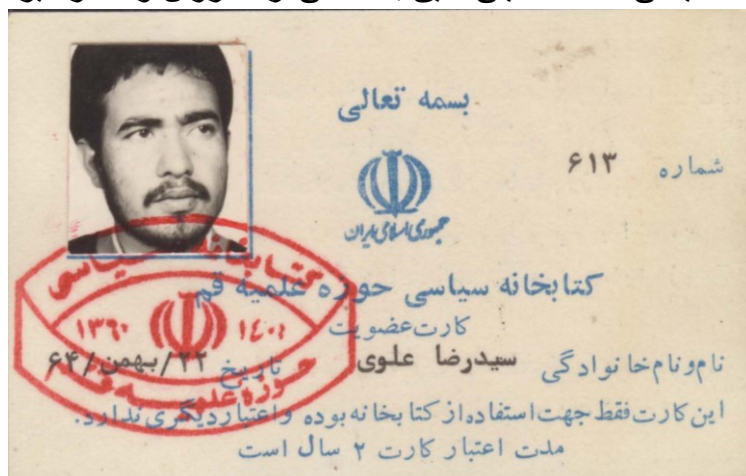 بسمه تعالی
شماره ۶۱۳
جمهوری اسلامی ایران
کتابخانه سیاسی حوزه علمیه قم
کارت عضویت
نام و نام خانوادگی سیدرضا علوی تاریخ ۲۲/بهمن/۶۴
این کارت فقط جهت استفاده از کتابخانه بوده و اعتبار دیگری ندارد.
مدت اعتبار کارت ۲ سال است
کتابخانه سیاسی
۱۳۶۰ ۱۴۰۱
حوزه علمیه قم